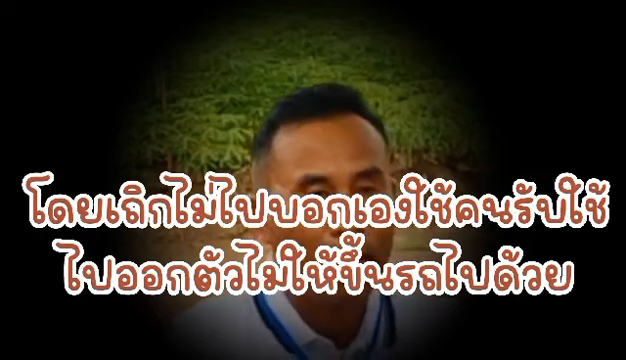 โดยเถิกไม่ไปบอกเองใช้คนรับใช้
ไปออกตัวไม่ให้ขึ้นรถไปด้วย